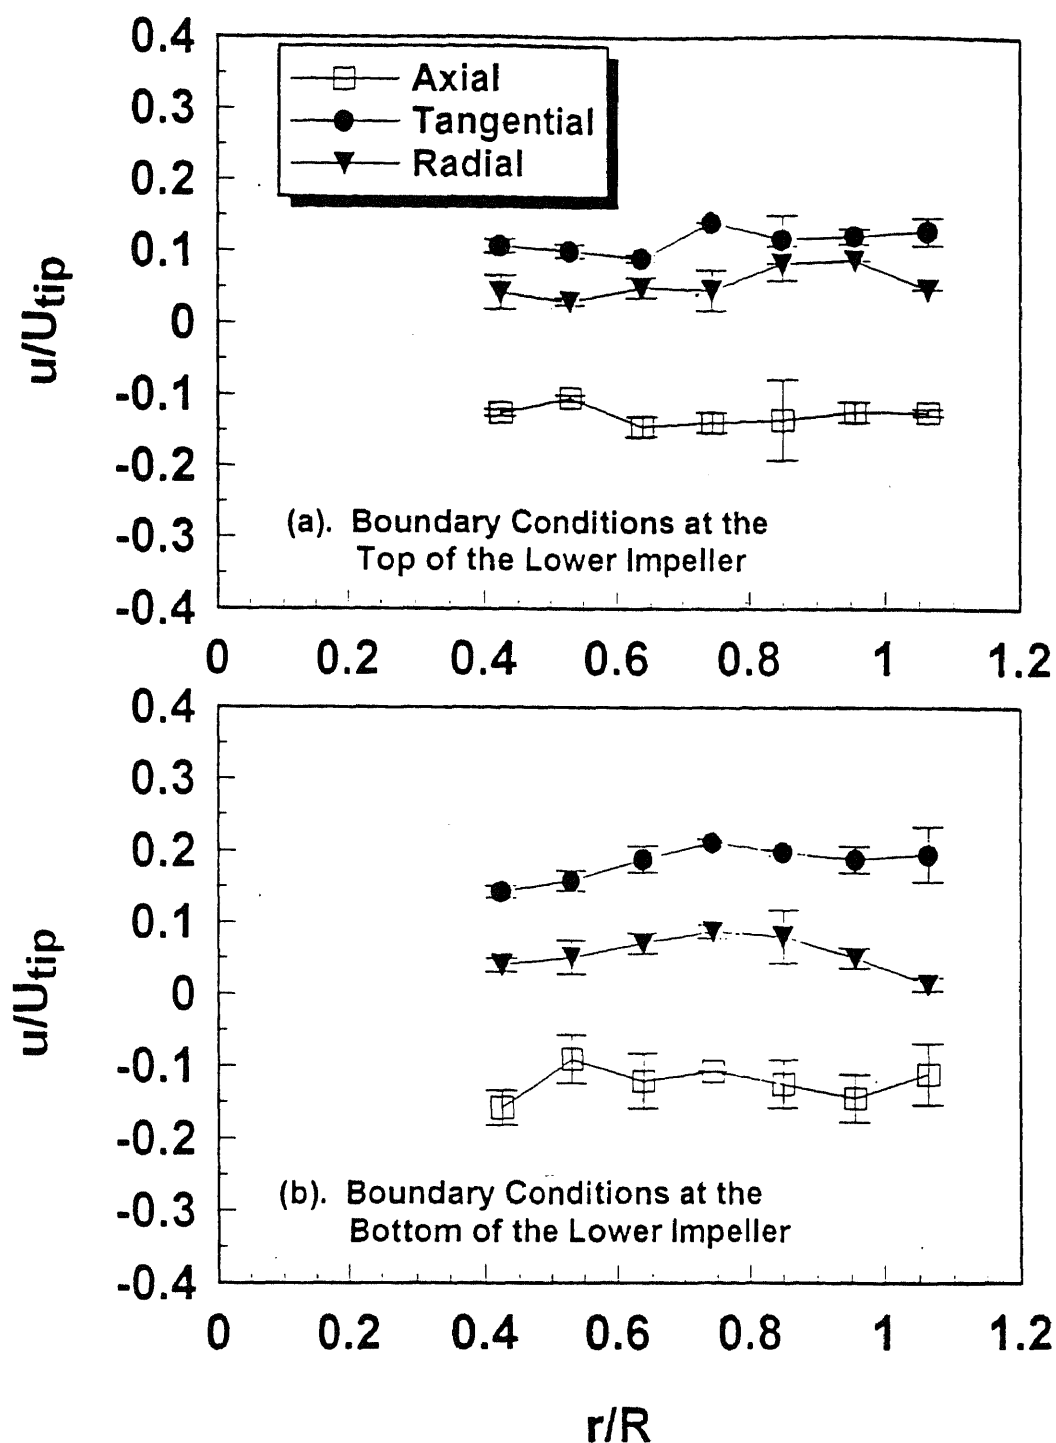 0.4
0.3
0.2
0.1
0
-0.1
-0.2
-0.3
-0.4
u/Utip
Axial
Tangential
Radial
(a). Boundary Conditions at the
Top of the Lower Impeller
0 0.2 0.4 0.6 0.8 1 1.2
0.4
0.3
0.2
0.1
0
-0.1
-0.2
-0.3
-0.4
u/Utip
(b). Boundary Conditions at the
Bottom of the Lower Impeller
0 0.2 0.4 0.6 0.8 1 1.2
r/R